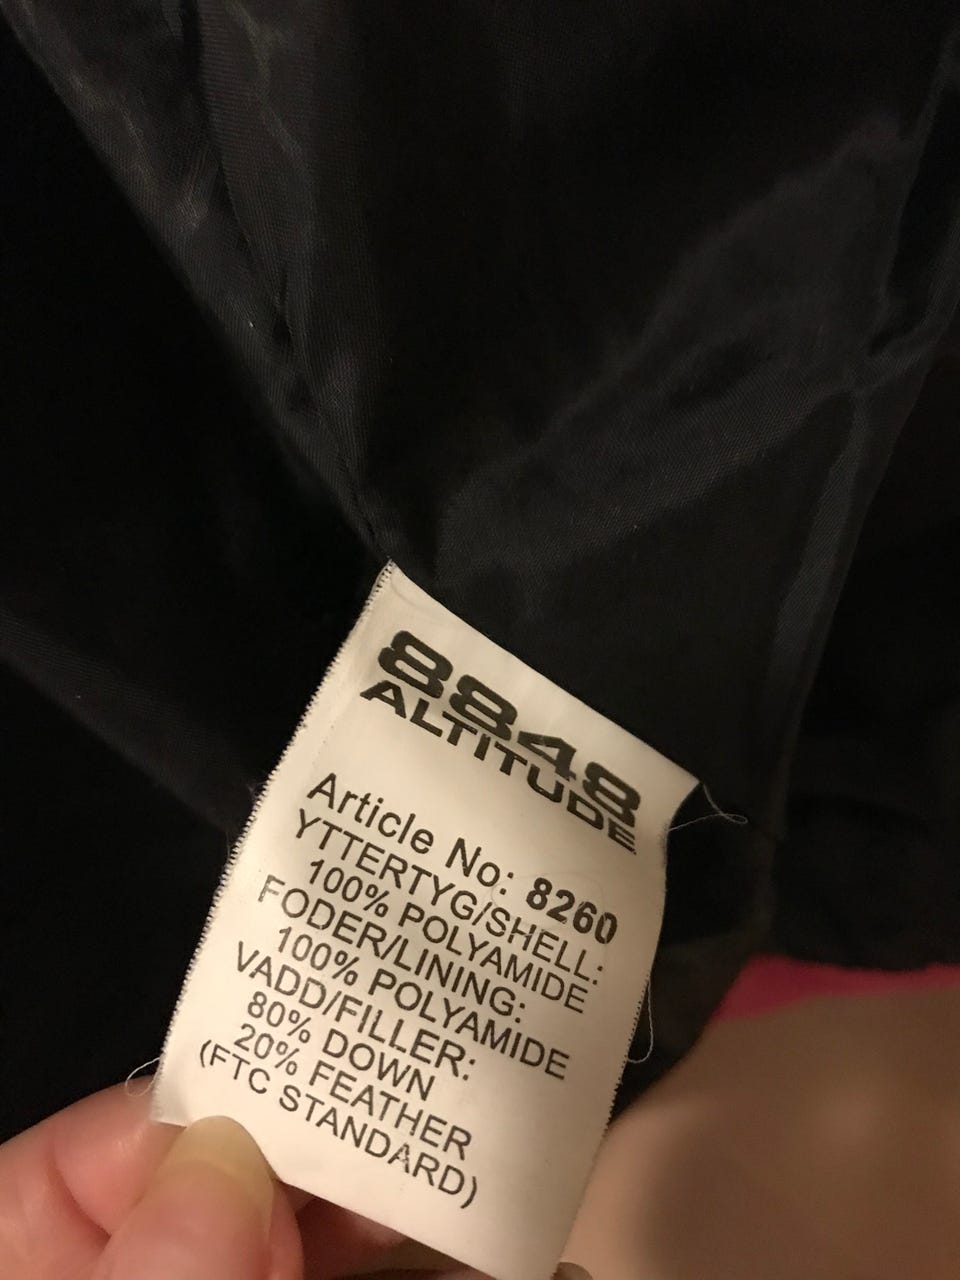 8848
ALTITUDE
Article No: 8260
YTTERTYG/SHELL:
100% POLYAMIDE
FODER/LINING:
100% POLYAMIDE
VADD/FILLER:
80% DOWN
20% FEATHER
(FTC STANDARD)